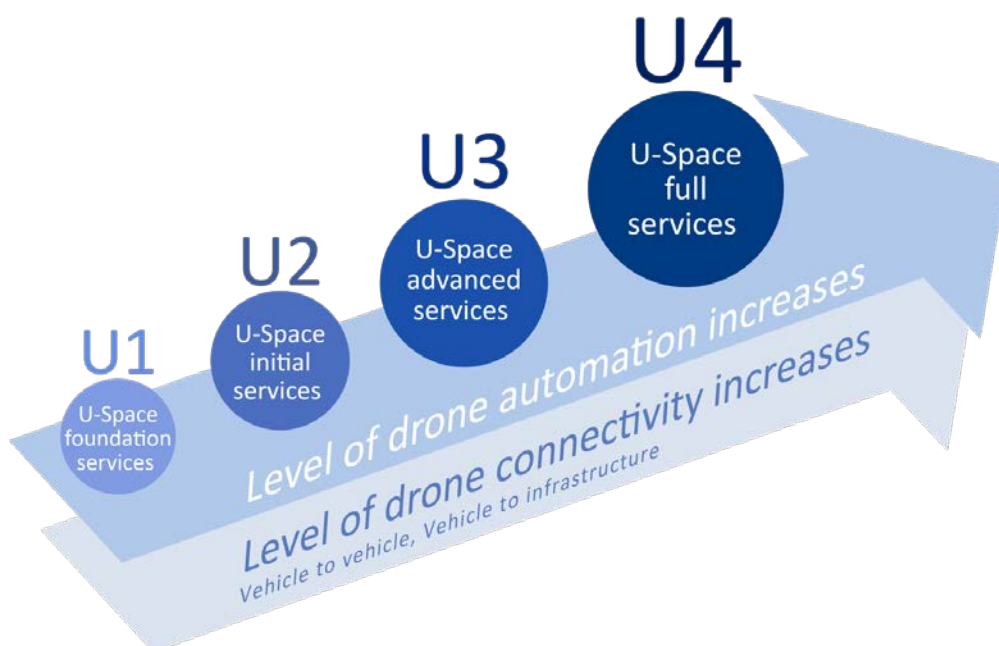 U1
U-Space
foundation
services
U2
U-Space
initial
services
U3
U-Space
advanced
services
U4
U-Space
full
services
Level of drone automation increases
Level of drone connectivity increases
Vehicle to vehicle, Vehicle to infrastructure